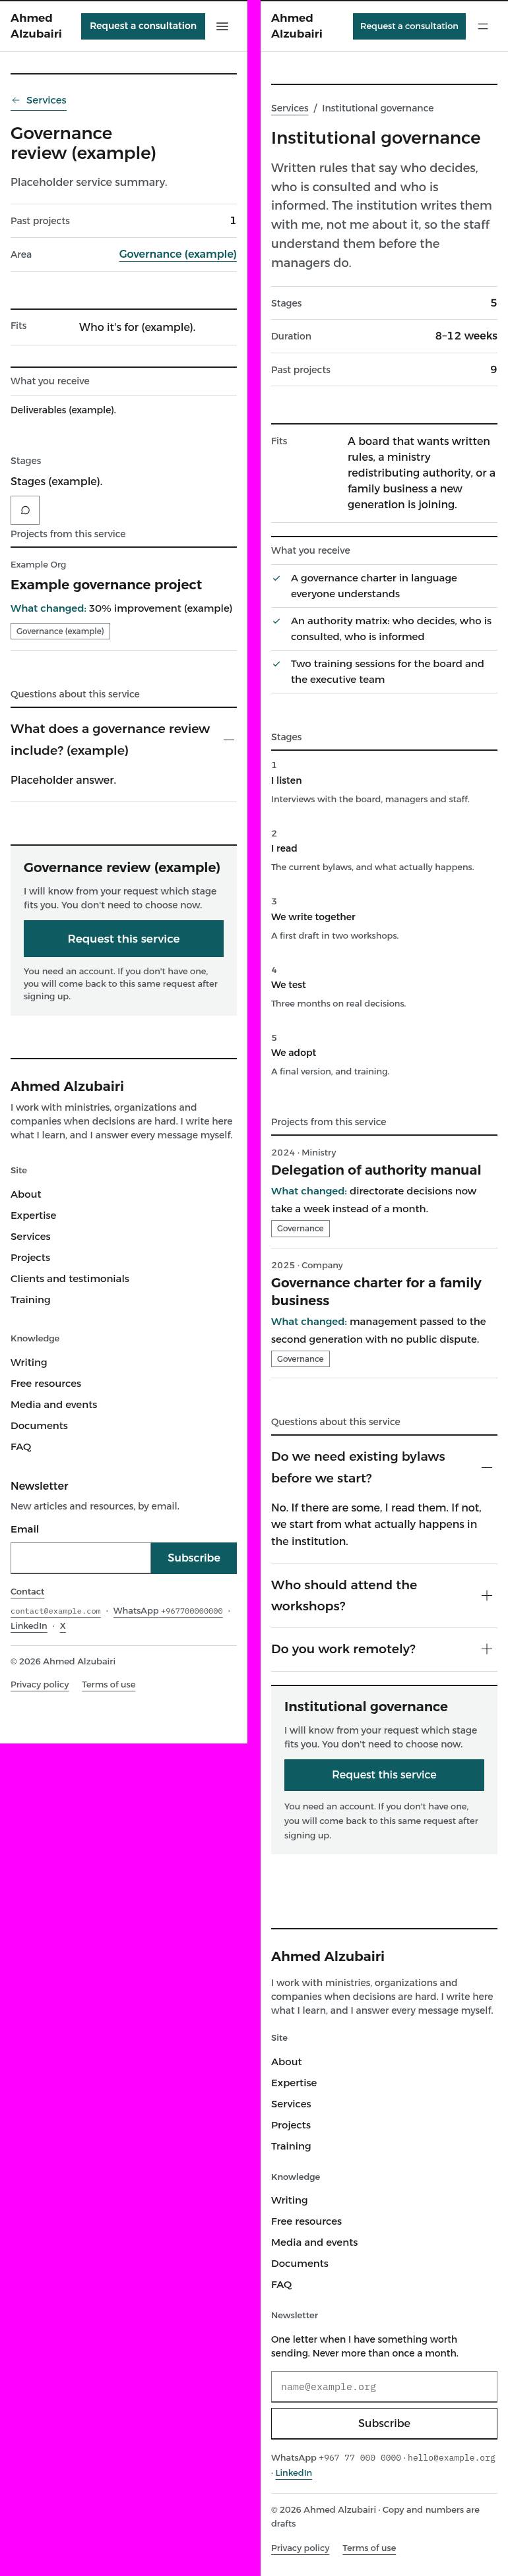 Ahmed
Alzubairi
Request a consultation
← Services
Governance
review (example)
Placeholder service summary.
Past projects 1
Area Governance (example)
Fits Who it's for (example).
What you receive
Deliverables (example).
Stages
Stages (example).
Projects from this service
Example Org
Example governance project
What changed: 30% improvement (example)
Governance (example)
Questions about this service
What does a governance review
include? (example)
Placeholder answer.
Governance review (example)
I will know from your request which stage
fits you. You don't need to choose now.
Request this service
You need an account. If you don't have one,
you will come back to this same request after
signing up.
Ahmed Alzubairi
I work with ministries, organizations and
companies when decisions are hard. I write here
what I learn, and I answer every message myself.
Site
About
Expertise
Services
Projects
Clients and testimonials
Training
Knowledge
Writing
Free resources
Media and events
Documents
FAQ
Newsletter
New articles and resources, by email.
Email
Subscribe
Contact
contact@example.com · WhatsApp +967700000000 ·
LinkedIn · X
© 2026 Ahmed Alzubairi
Privacy policy Terms of use
Ahmed
Alzubairi
Request a consultation
Services / Institutional governance
Institutional governance
Written rules that say who decides,
who is consulted and who is
informed. The institution writes them
with me, not me about it, so the staff
understand them before the
managers do.
Stages 5
Duration 8–12 weeks
Past projects 9
Fits A board that wants written
rules, a ministry
redistributing authority, or a
family business a new
generation is joining.
What you receive
A governance charter in language
everyone understands
An authority matrix: who decides, who is
consulted, who is informed
Two training sessions for the board and
the executive team
Stages
1
I listen
Interviews with the board, managers and staff.
2
I read
The current bylaws, and what actually happens.
3
We write together
A first draft in two workshops.
4
We test
Three months on real decisions.
5
We adopt
A final version, and training.
Projects from this service
2024 · Ministry
Delegation of authority manual
What changed: directorate decisions now
take a week instead of a month.
Governance
2025 · Company
Governance charter for a family
business
What changed: management passed to the
second generation with no public dispute.
Governance
Questions about this service
Do we need existing bylaws
before we start?
No. If there are some, I read them. If not,
we start from what actually happens in
the institution.
Who should attend the
workshops?
Do you work remotely?
Institutional governance
I will know from your request which stage
fits you. You don't need to choose now.
Request this service
You need an account. If you don't have one,
you will come back to this same request after
signing up.
Ahmed Alzubairi
I work with ministries, organizations and
companies when decisions are hard. I write here
what I learn, and I answer every message myself.
Site
About
Expertise
Services
Projects
Training
Knowledge
Writing
Free resources
Media and events
Documents
FAQ
Newsletter
One letter when I have something worth
sending. Never more than once a month.
name@example.org
Subscribe
WhatsApp +967 77 000 0000 · hello@example.org
· LinkedIn
© 2026 Ahmed Alzubairi · Copy and numbers are
drafts
Privacy policy Terms of use